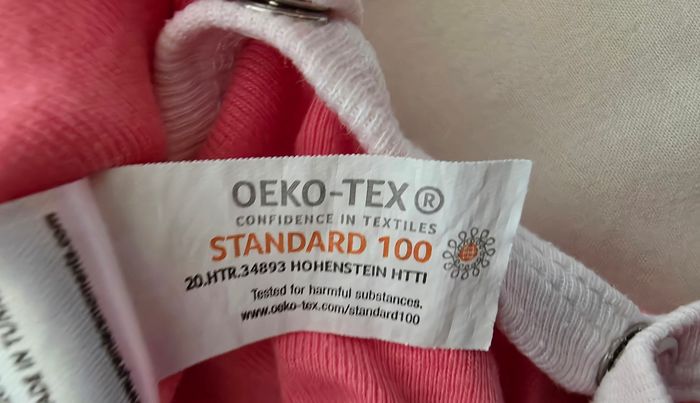 OEKO-TEX®
CONFIDENCE IN TEXTILES
STANDARD 100
20.HTR.34893 HOHENSTEIN HTTI
Tested for harmful substances.
www.oeko-tex.com/standard100